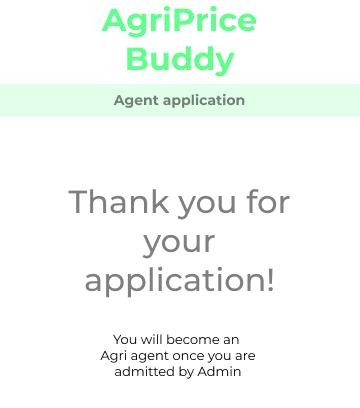 AgriPrice
Buddy
Agent application
Thank you for
your
application!
You will become an
Agri agent once you are
admitted by Admin